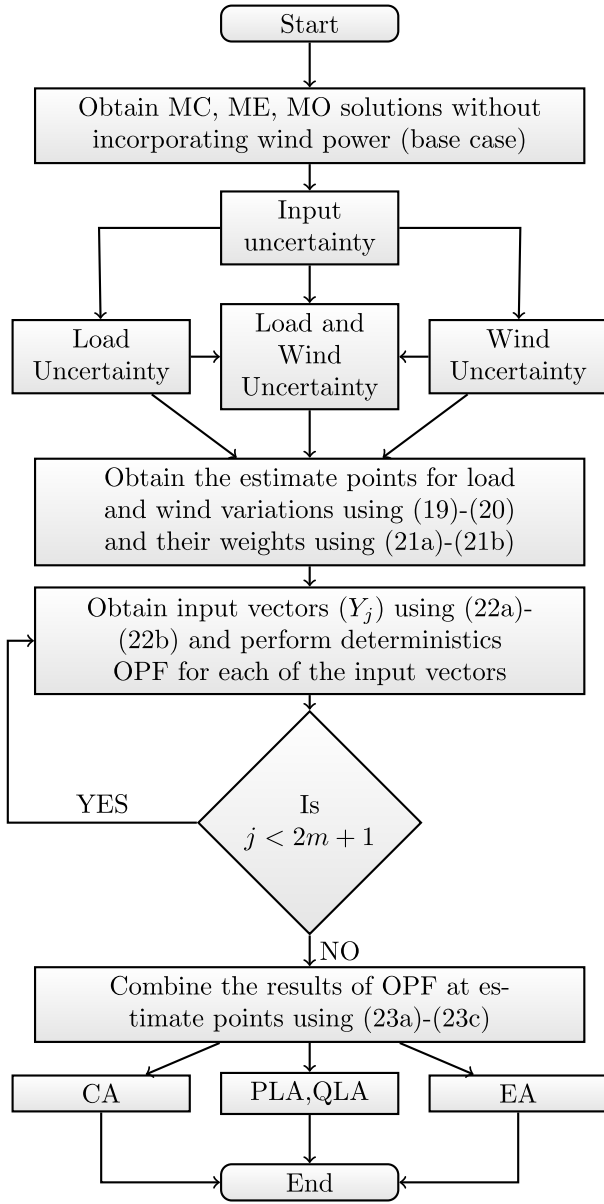 Start
Obtain MC, ME, MO solutions without
incorporating wind power (base case)
Input
uncertainty
Load
Uncertainty
Load and
Wind
Uncertainty
Wind
Uncertainty
Obtain the estimate points for load
and wind variations using (19)-(20)
and their weights using (21a)-(21b)
Obtain input vectors (Y_j) using (22a)-
(22b) and perform deterministics
OPF for each of the input vectors
YES
Is
j < 2m + 1
NO
Combine the results of OPF at es-
timate points using (23a)-(23c)
CA
PLA,QLA
EA
End